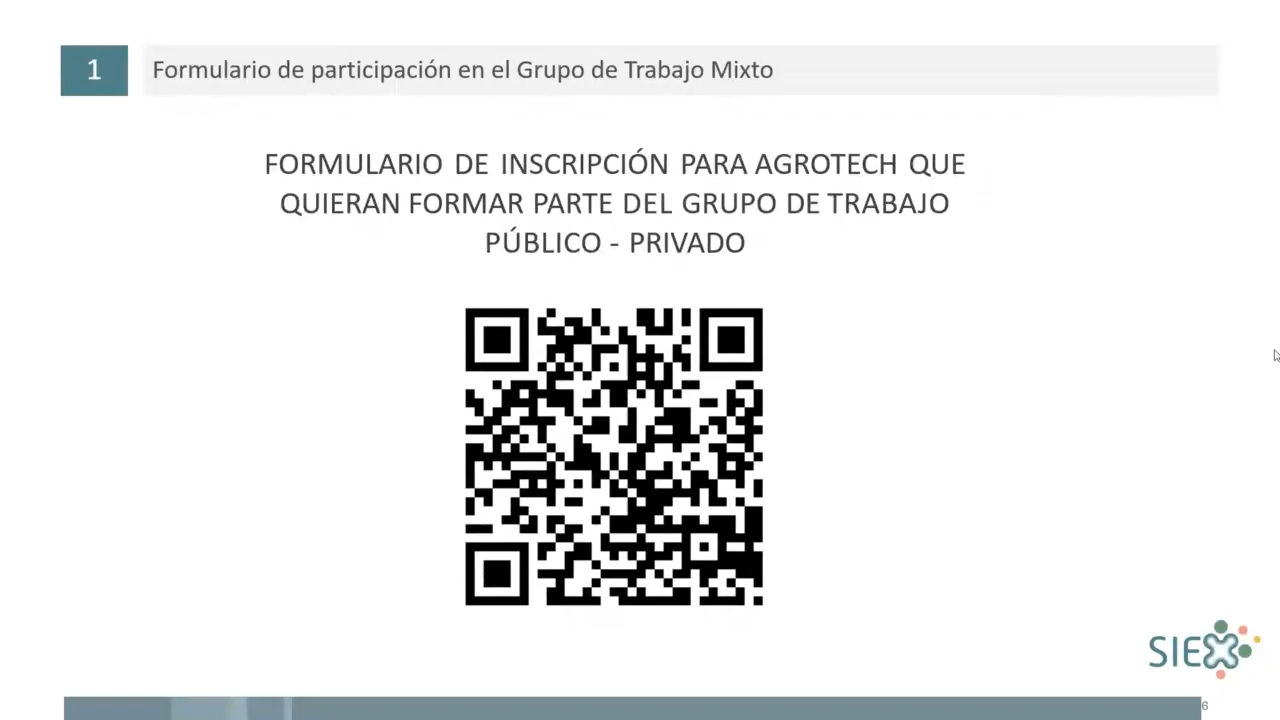 1
Formulario de participación en el Grupo de Trabajo Mixto
FORMULARIO DE INSCRIPCIÓN PARA AGROTECH QUE
QUIERAN FORMAR PARTE DEL GRUPO DE TRABAJO
PÚBLICO - PRIVADO
SIEX
6